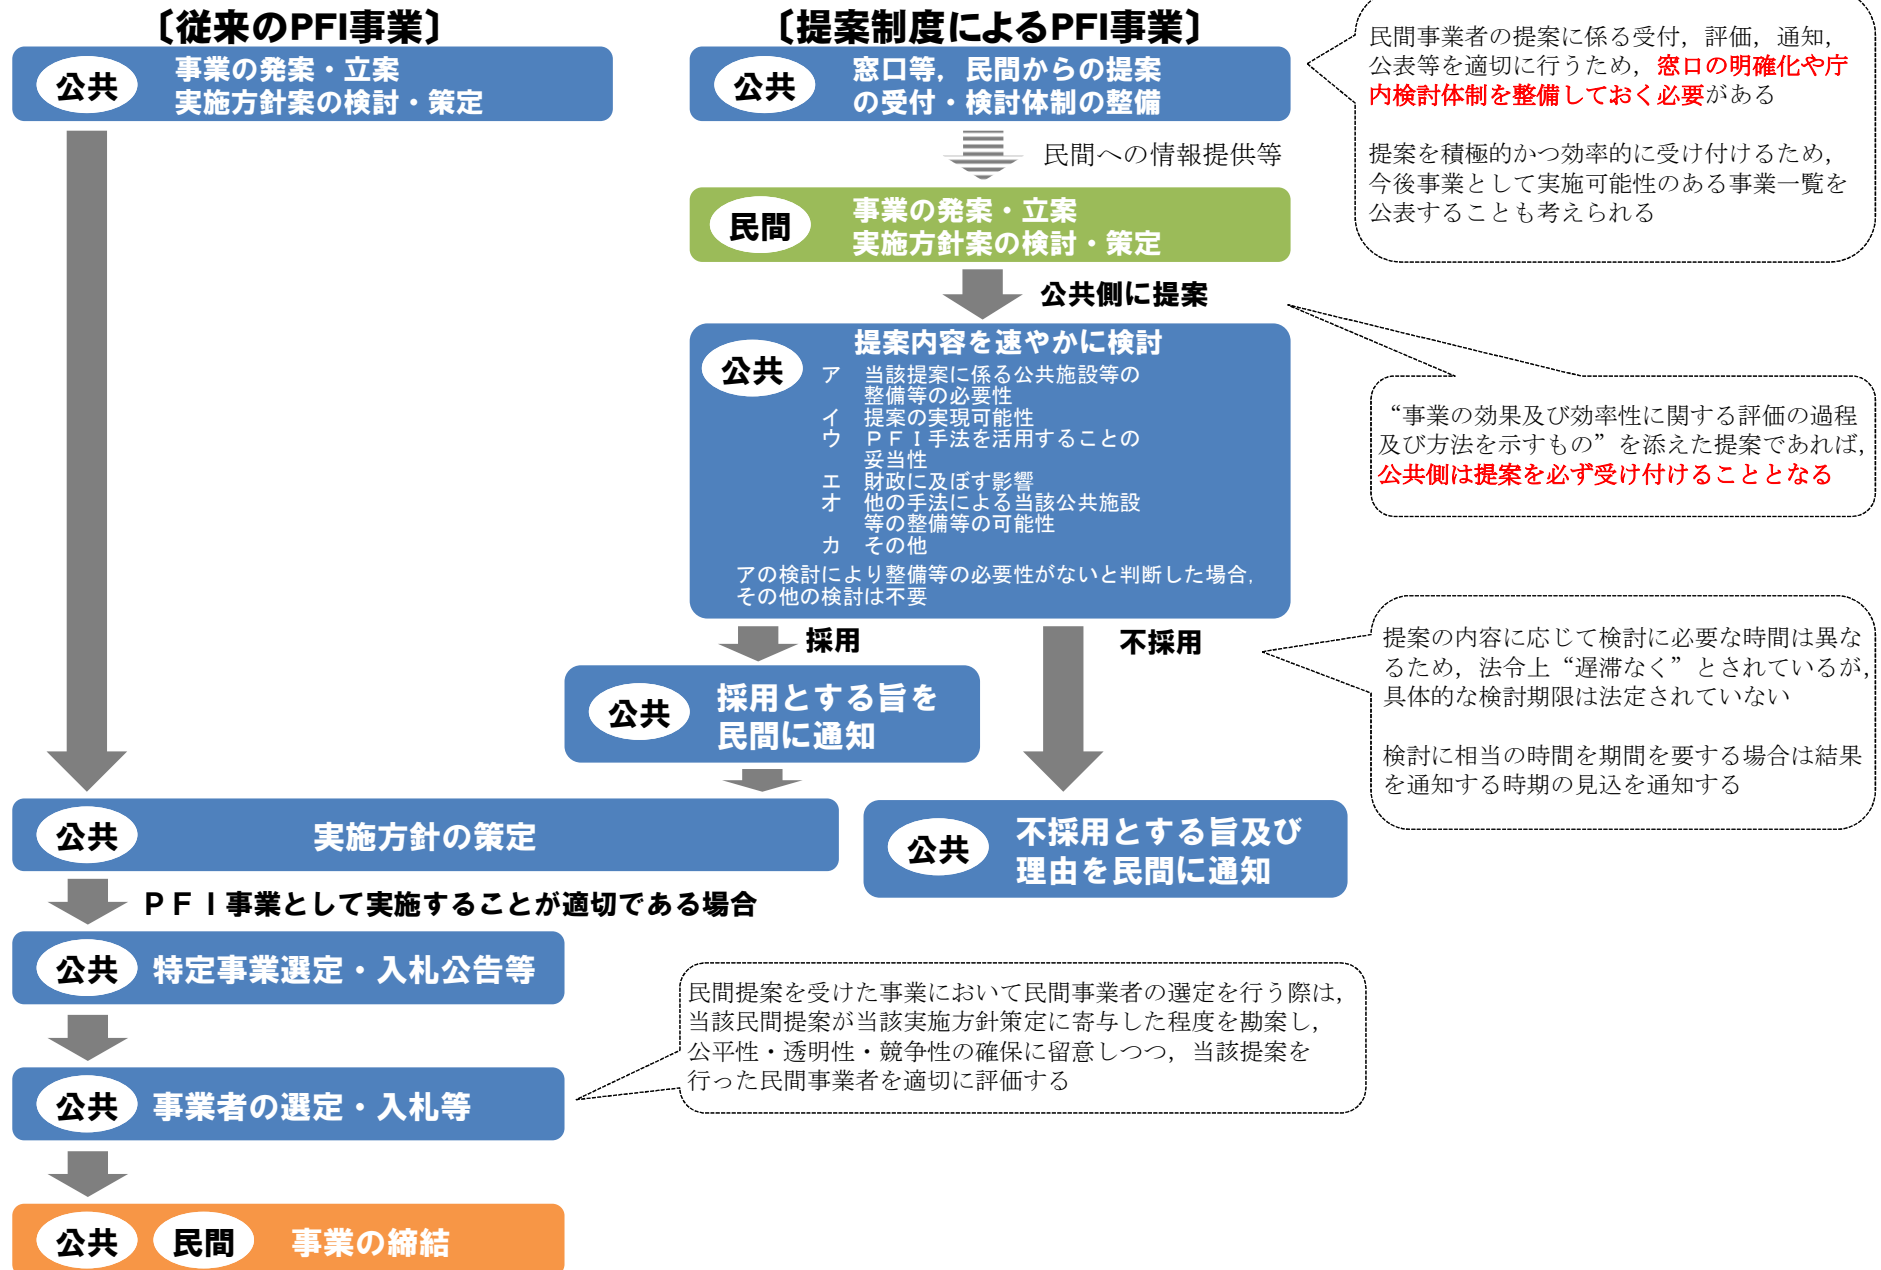 〔従来のPFI事業〕
公共
事業の発案・立案
実施方針案の検討・策定
〔提案制度によるPFI事業〕
公共
窓口等，民間からの提案
の受付・検討体制の整備
民間への情報提供等
民間
事業の発案・立案
実施方針案の検討・策定
公共側に提案
公共
提案内容を速やかに検討
ア　当該提案に係る公共施設等の
整備等の必要性
イ　提案の実現可能性
ウ　ＰＦＩ手法を活用することの
妥当性
エ　財政に及ぼす影響
オ　他の手法による当該公共施設
等の整備等の可能性
カ　その他
アの検討により整備等の必要性がないと判断した場合，
その他の検討は不要
採用
不採用
公共
採用とする旨を
民間に通知
公共
実施方針の策定
公共
不採用とする旨及び
理由を民間に通知
ＰＦＩ事業として実施することが適切である場合
公共
特定事業選定・入札公告等
公共
事業者の選定・入札等
公共
民間
事業の締結
民間事業者の提案に係る受付，評価，通知，
公表等を適切に行うため，窓口の明確化や庁
内検討体制を整備しておく必要がある
提案を積極的かつ効率的に受け付けるため，
今後事業として実施可能性のある事業一覧を
公表することも考えられる
“事業の効果及び効率性に関する評価の過程
及び方法を示すもの”を添えた提案であれば，
公共側は提案を必ず受け付けることとなる
提案の内容に応じて検討に必要な時間は異な
るため，法令上“遅滞なく”とされているが，
具体的な検討期限は法定されていない
検討に相当の時間を期間を要する場合は結果
を通知する時期の見込を通知する
民間提案を受けた事業において民間事業者の選定を行う際は，
当該民間提案が当該実施方針策定に寄与した程度を勘案し，
公平性・透明性・競争性の確保に留意しつつ，当該提案を
行った民間事業者を適切に評価する